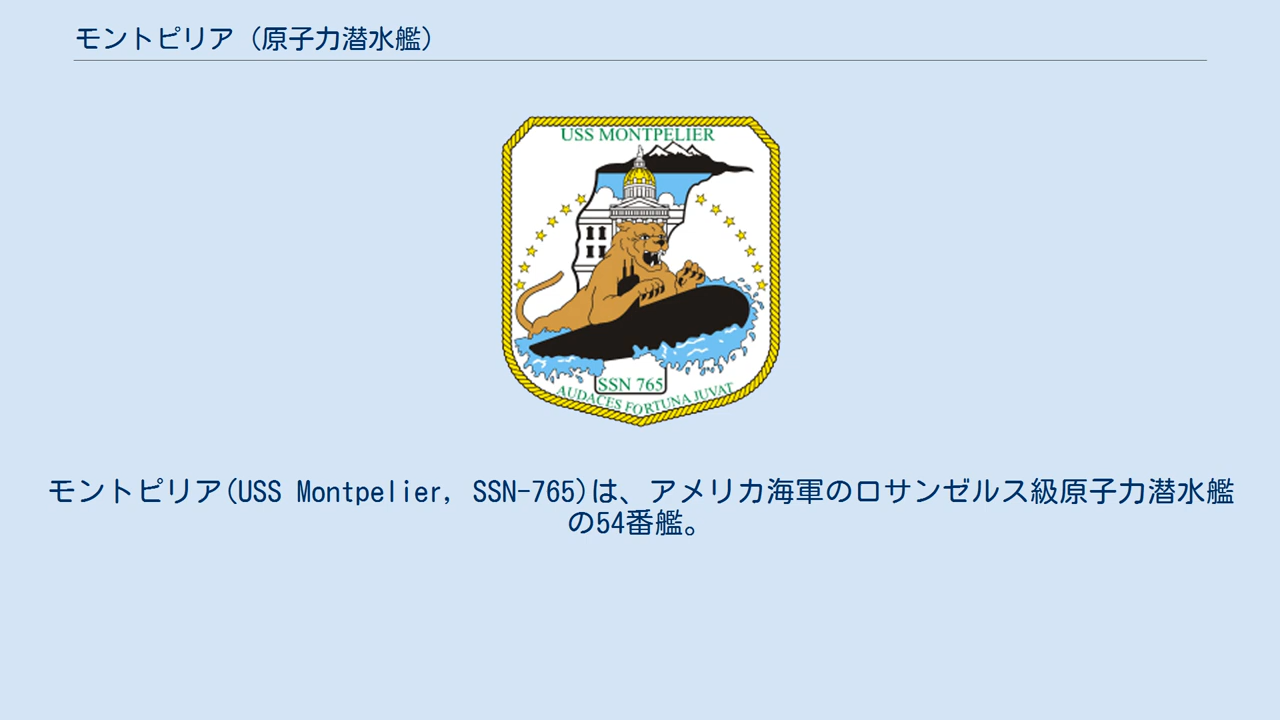 モントピリア (原子力潜水艦)
USS MONTPELIER
SSN 765
AUDACES FORTUNA JUVAT
モントピリア(USS Montpelier, SSN-765)は、アメリカ海軍のロサンゼルス級原子力潜水艦
の54番艦。